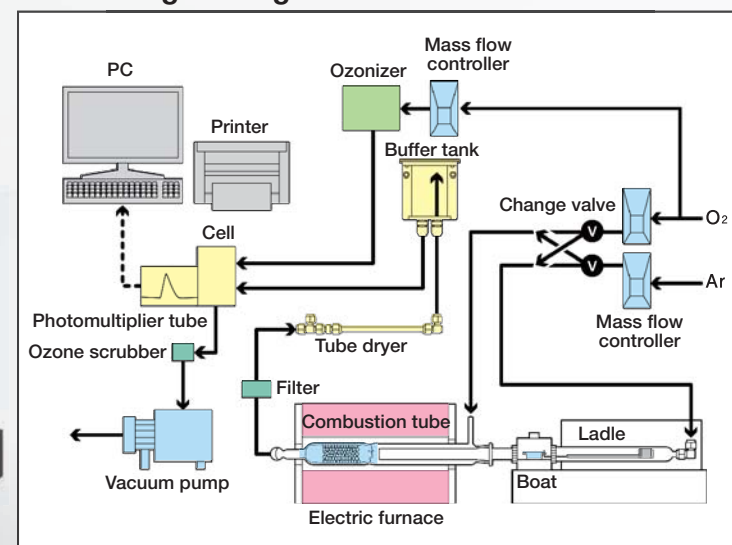 Mass flow
controller
PC
Ozonizer
Printer
Buffer tank
Change valve
V
O2
Cell
V
Ar
Photomultiplier tube
Mass flow
controller
Tube dryer
Ozone scrubber
Filter
Combustion tube
Ladle
Vacuum pump
Boat
Electric furnace